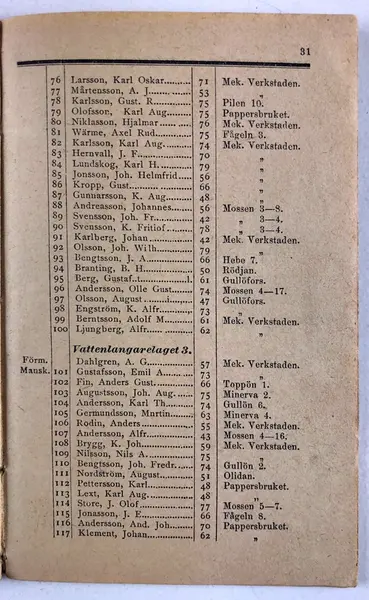 31
76 Larsson, Karl Oskar.......... 71 Mek. Verkstaden.
77 Mårtensson, A. J.......... 53 „
78 Karlsson, Gust. R.......... 75 Pilen 10.
79 Olofsson, Karl Aug.......... 75 Pappersbruket.
80 Niklasson, Hjalmar.......... 76 Mek. Verkstaden.
81 Wärme, Axel Rud.......... 75 Fågeln 3.
82 Karlsson, Karl Aug.......... 74 Mek. Verkstaden.
83 Hernvall, J. F.......... 70 „
84 Lundskog, Karl H.......... 79 „
85 Jonsson, Joh. Helmfrid.... 56 „
86 Kropp, Gust.......... 66 „
87 Gunnarsson, K. Aug.......... 48 „
88 Andreasson, Johannes...... 56 Mossen 3—8.
89 Svensson, Joh. Fr.......... 42 „ 3—4.
90 Svensson, K. Fritiof.......... 78 „ 3—4.
91 Karlberg, Johan.......... 42 Mek. Verkstaden.
92 Olsson, Joh. Wilh.......... 79 „
93 Bengtsson, J. A.......... 66 Hebe 7.
94 Branting, B. H.......... 50 Rödjan.
95 Berg, Gustaf.......... 61 Gullöfors.
96 Andersson, Olle Gust.......... 74 Mossen 4—17.
97 Olsson, August.......... 47 Gullöfors.
98 Engström, K. Alfr.......... 73 „
99 Berntsson, Adolf M.......... 61 Mek. Verkstaden.
100 Ljungberg, Alfr.......... 62 „
Vattenlangarelaget 3.
Förm. Dahlgren, A. G.......... 57 Mek. Verkstaden.
Mansk. 101 Gustafsson, Emil A.......... 73 „
102 Fin, Anders Gust.......... 66 Toppön 1.
103 Augustsson, Joh. Aug....... 75 Minerva 2.
104 Andersson, Karl Th.......... 74 Gullön 6.
105 Germundsson, Martin...... 63 Minerva 4.
106 Rodin, Anders.......... 55 Mek. Verkstaden.
107 Andersson, Alfr.......... 43 Mossen 4—16.
108 Brygg, K. Joh.......... 59 Mek. Verkstaden.
109 Nilsson, Nils A.......... 75 „
110 Bengtsson, Joh. Fredr...... 74 Gullön 2.
111 Nordström, August.......... 51 Olidan.
112 Pettersson, Karl.......... 48 Pappersbruket.
113 Lext, Karl Aug.......... 48 „
114 Store, J. Olof.......... 77 Mossen 5—7.
115 Jonasson, J. E.......... 66 Fågeln 8.
116 Andersson, And. Joh.......... 70 Pappersbruket.
117 Klement, Johan.......... 62 „